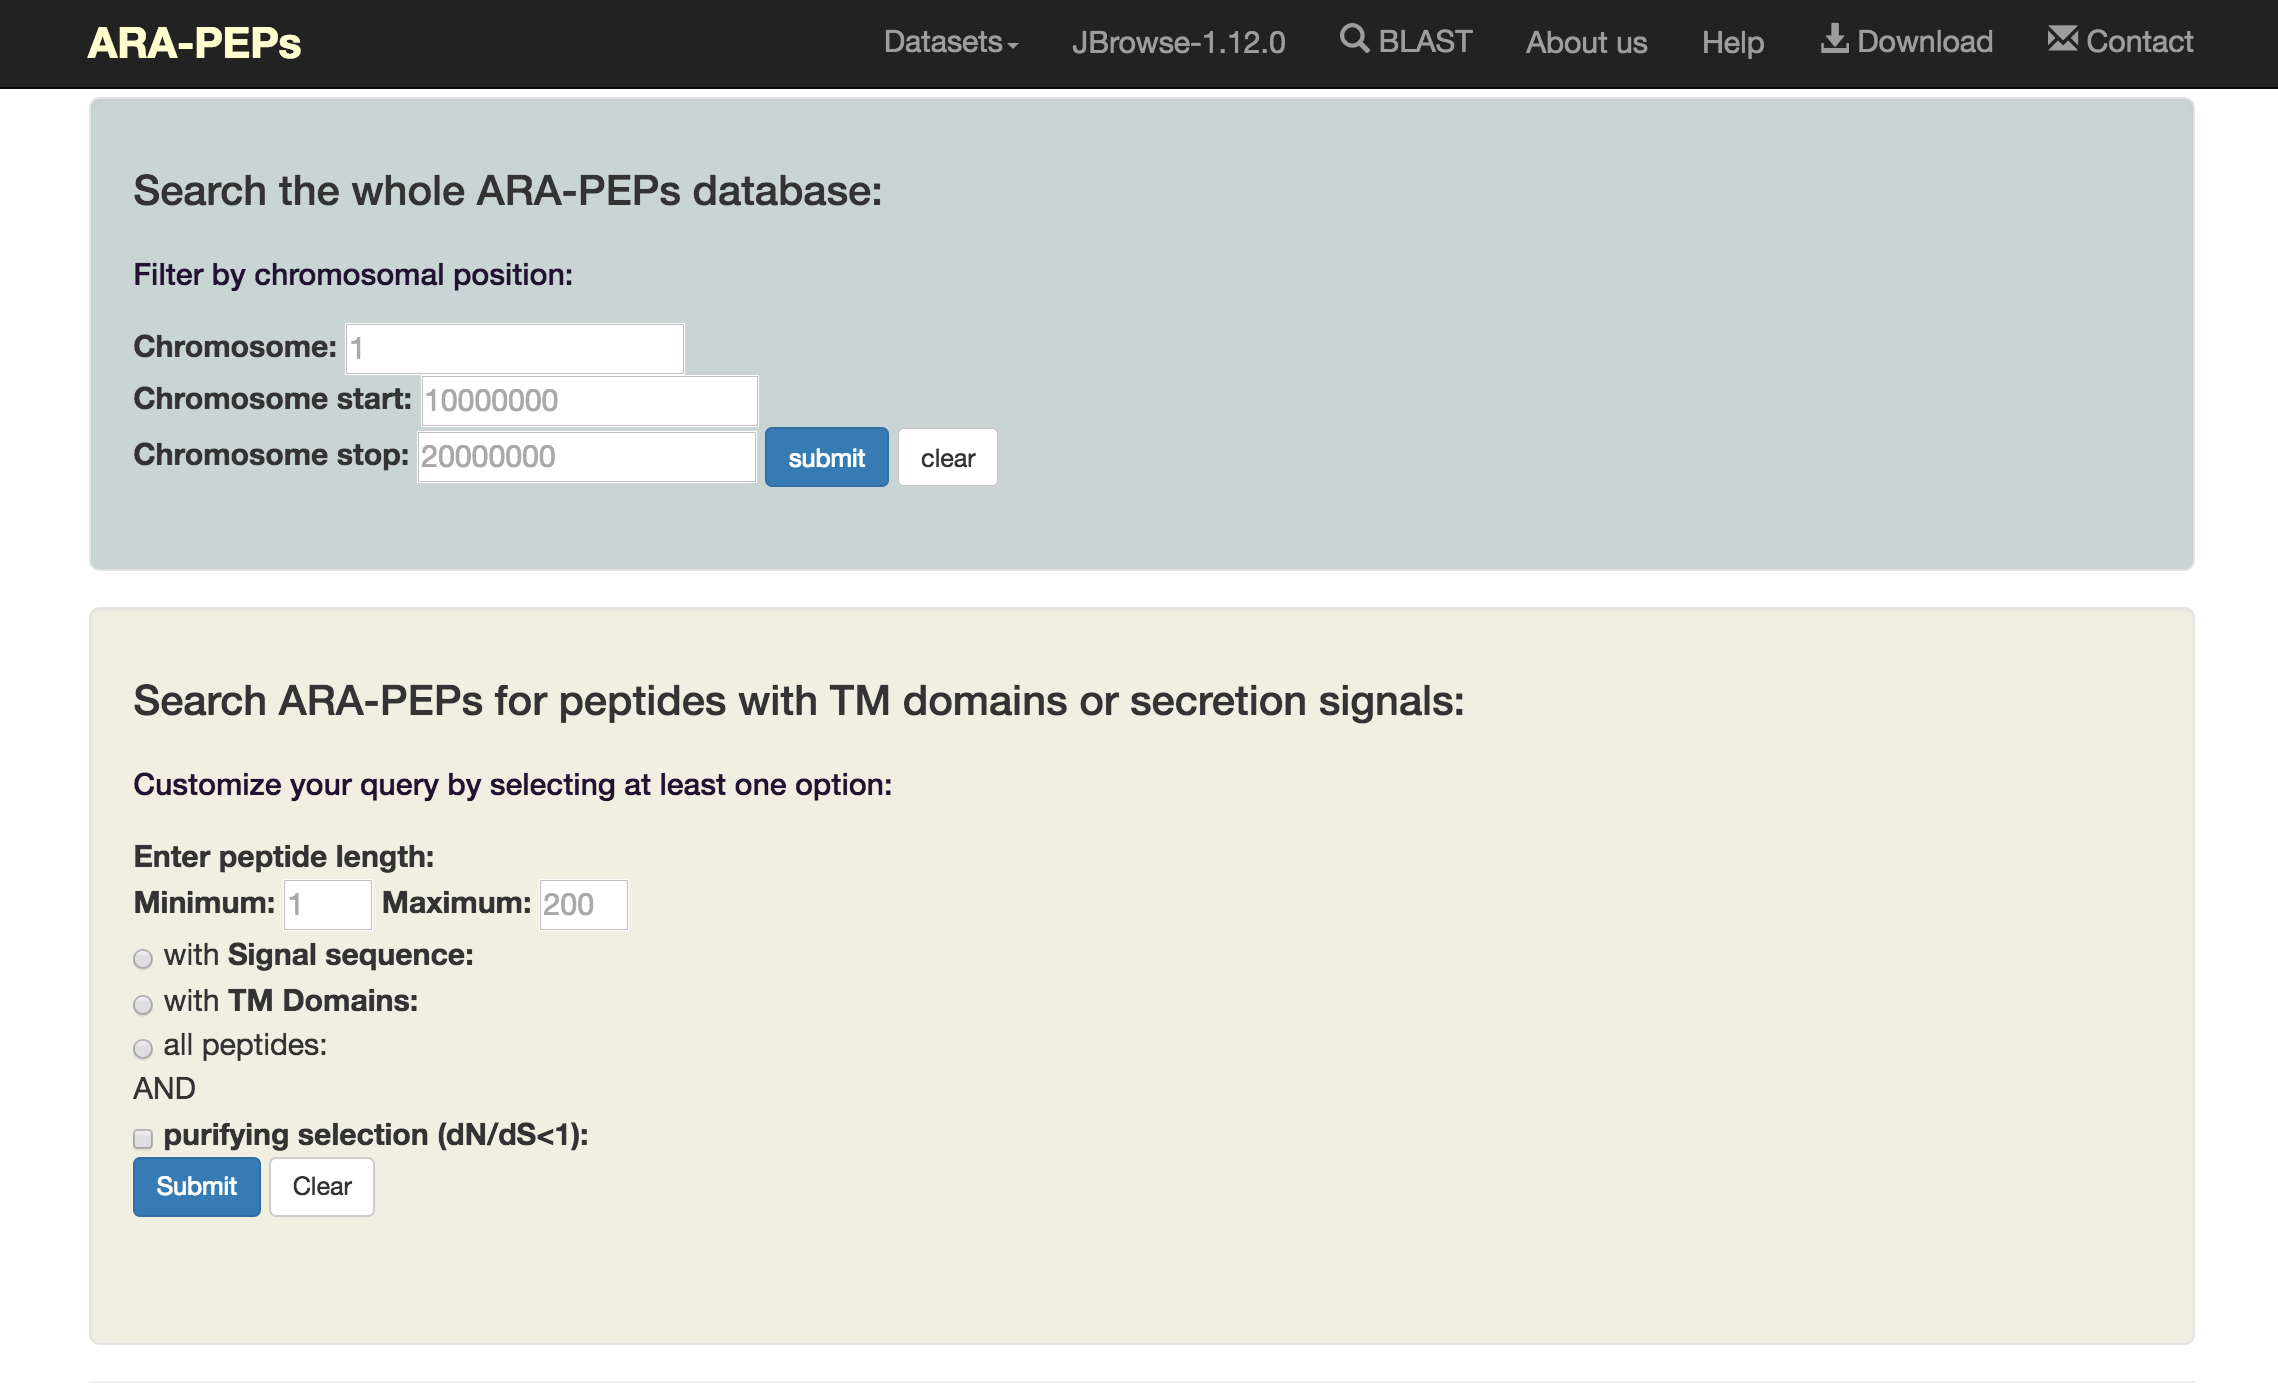 ARA-PEPs
Datasets JBrowse-1.12.0 BLAST About us Help Download Contact
Search the whole ARA-PEPs database:
Filter by chromosomal position:
Chromosome: 1
Chromosome start: 10000000
Chromosome stop: 20000000 submit clear
Search ARA-PEPs for peptides with TM domains or secretion signals:
Customize your query by selecting at least one option:
Enter peptide length:
Minimum: 1 Maximum: 200
with Signal sequence:
with TM Domains:
all peptides:
AND
purifying selection (dN/dS<1):
Submit Clear